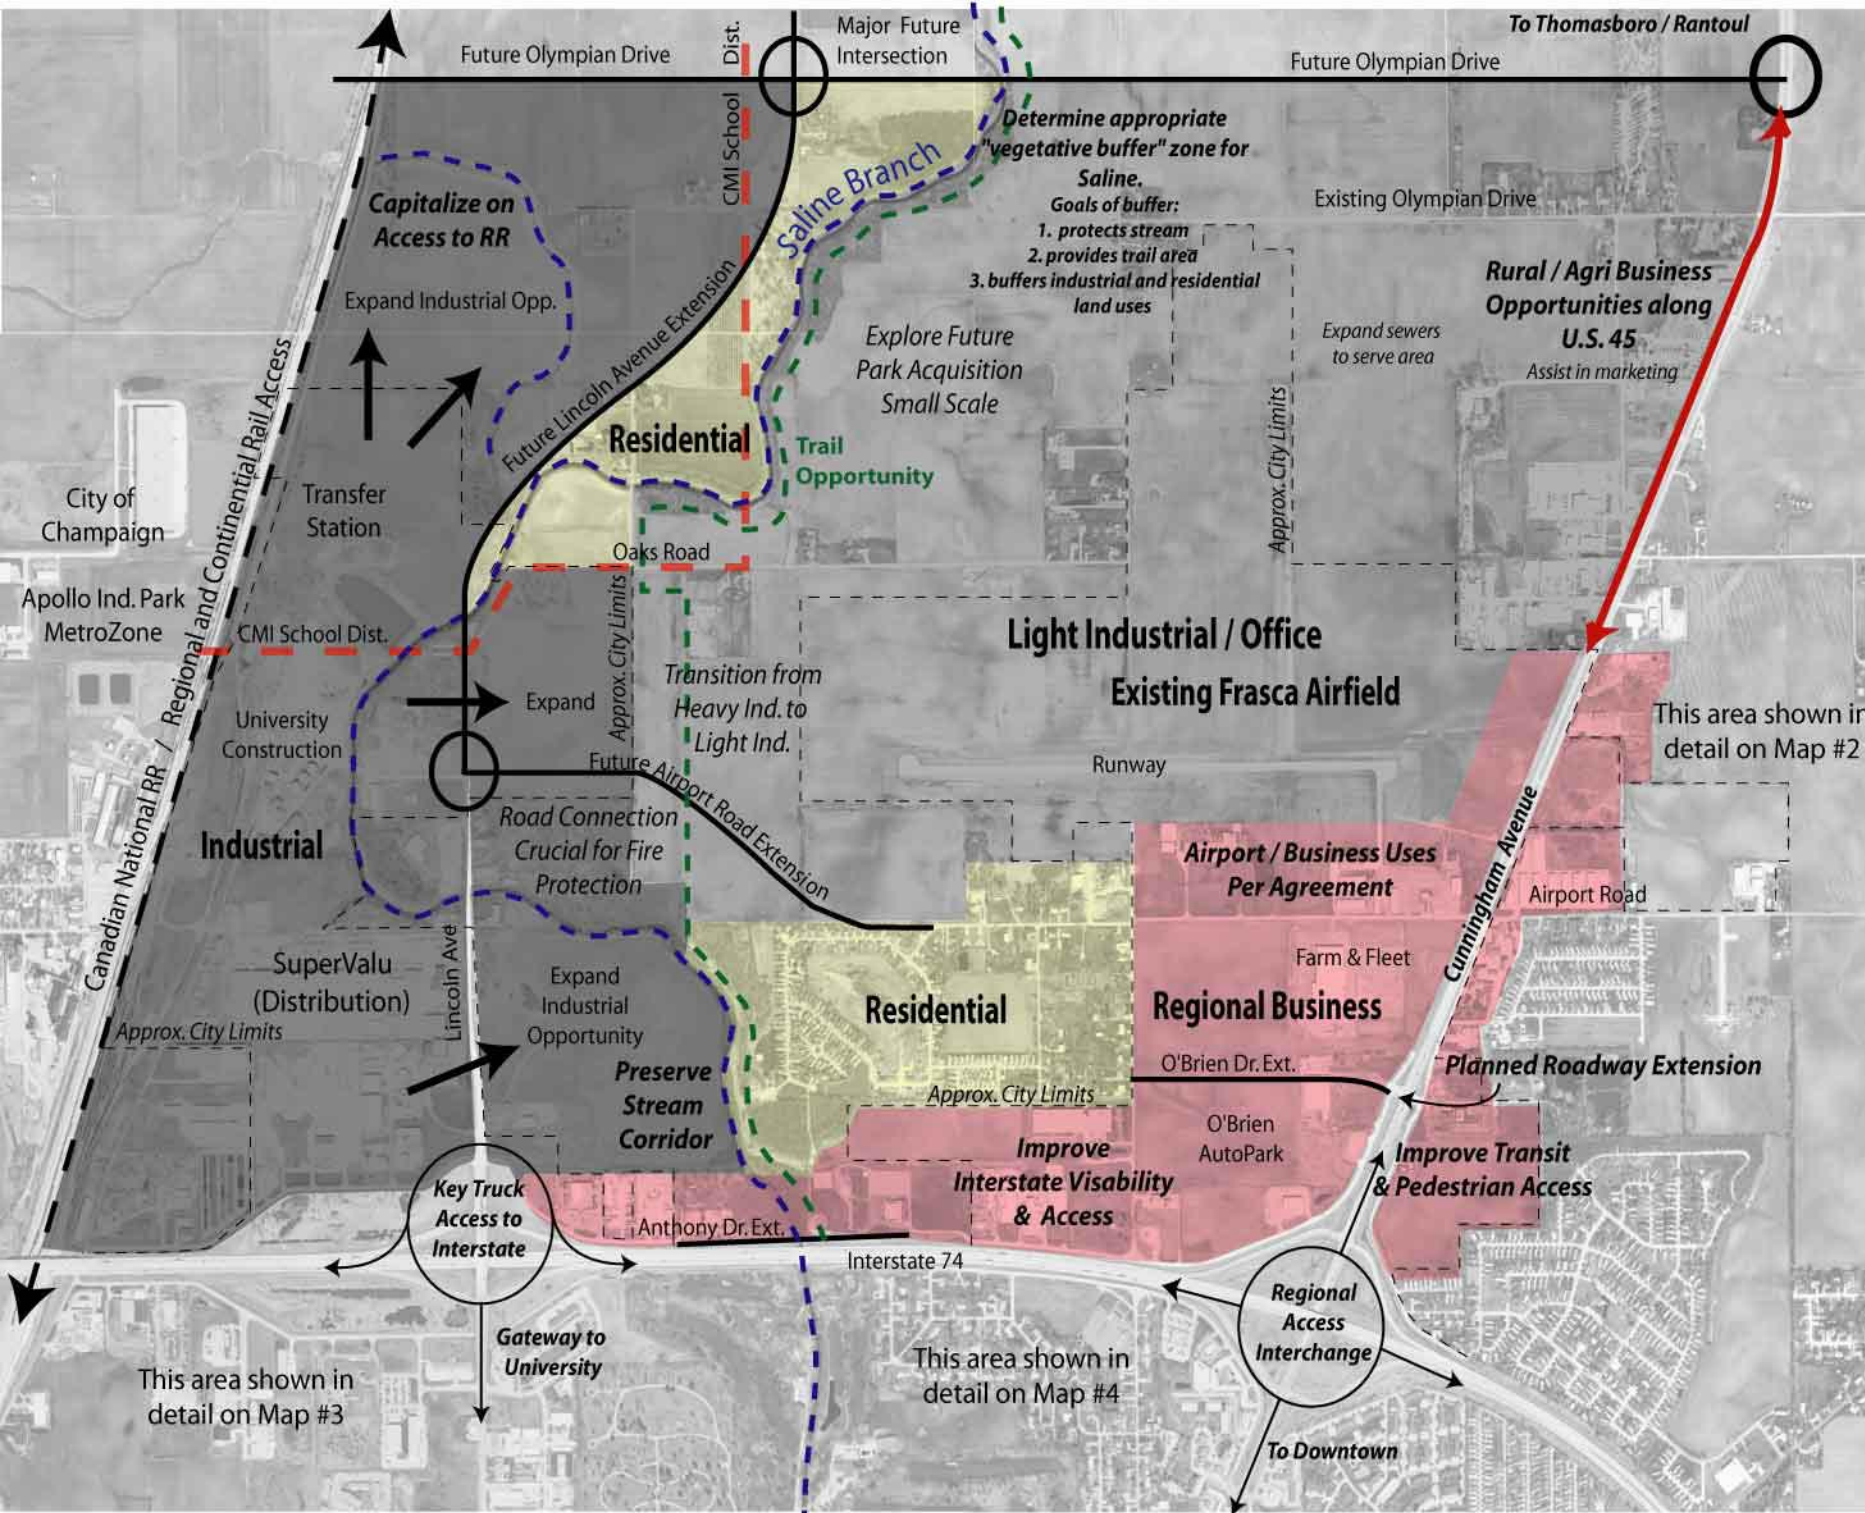 To Thomasboro / Rantoul
Major Future
Intersection
Future Olympian Drive
Future Olympian Drive
CMI School Dist.
Determine appropriate
"vegetative buffer" zone for
Saline.
Goals of buffer:
1. protects stream
2. provides trail area
3. buffers industrial and residential
land uses
Saline Branch
Existing Olympian Drive
Capitalize on
Access to RR
Expand Industrial Opp.
Rural / Agri Business
Opportunities along
U.S. 45
Assist in marketing
Expand sewers
to serve area
Explore Future
Park Acquisition
Small Scale
Future Lincoln Avenue Extension
Residential
Trail
Opportunity
Approx. City Limits
City of
Champaign
Transfer
Station
Oaks Road
Apollo Ind. Park
MetroZone
CMI School Dist.
Canadian National RR / Regional and Continental Rail Access
Approx. City Limits
Light Industrial / Office
Existing Frasca Airfield
Transition from
Heavy Ind. to
Light Ind.
Expand
University
Construction
This area shown in
detail on Map #2
Runway
Future Airport Road Extension
Road Connection
Crucial for Fire
Protection
Industrial
Airport / Business Uses
Per Agreement
Cunningham Avenue
Airport Road
Farm & Fleet
SuperValu
(Distribution)
Lincoln Ave
Expand
Industrial
Opportunity
Residential
Regional Business
Approx. City Limits
O'Brien Dr. Ext.
Planned Roadway Extension
Preserve
Stream
Corridor
Approx. City Limits
O'Brien
AutoPark
Improve
Interstate Visability
& Access
Improve Transit
& Pedestrian Access
Key Truck
Access to
Interstate
Anthony Dr. Ext.
Interstate 74
Regional
Access
Interchange
Gateway to
University
This area shown in
detail on Map #3
This area shown in
detail on Map #4
To Downtown